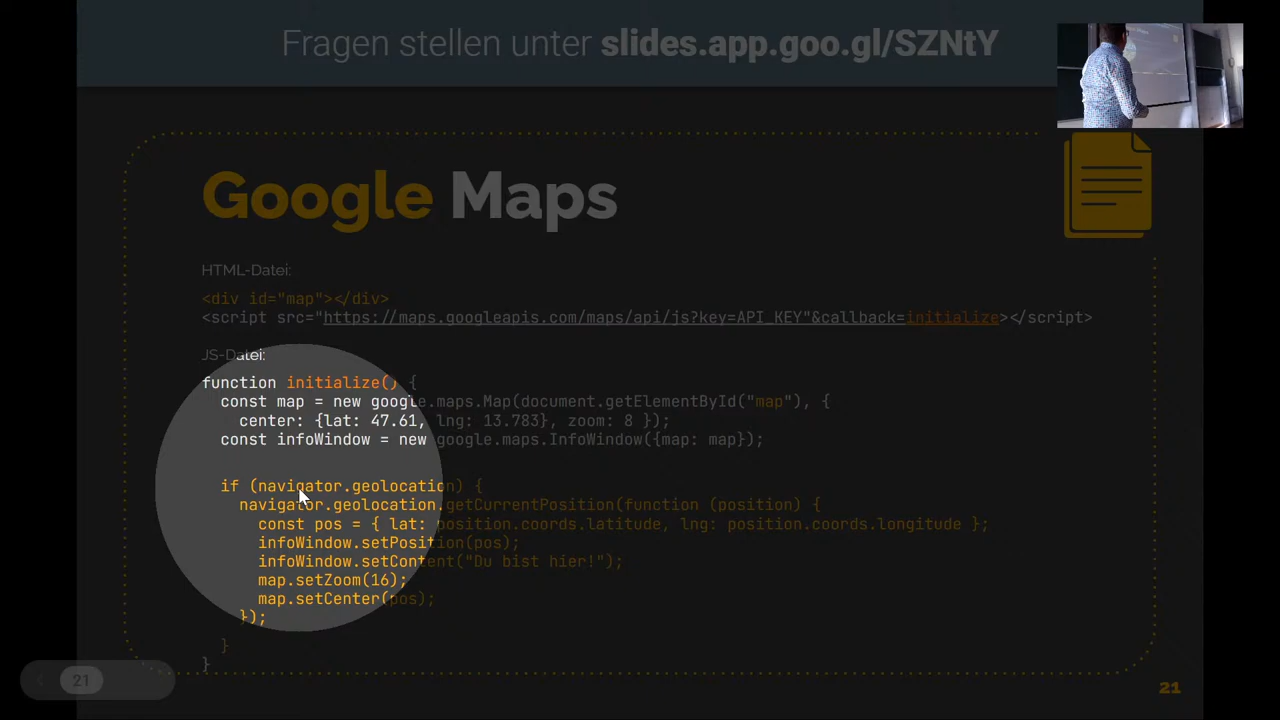 Fragen stellen unter slides.app.goo.gl/SZNtY
Google Maps
HTML-Datei:
<div id="map"></div>
<script src="https://maps.googleapis.com/maps/api/js?key=API_KEY"&callback=initialize></script>
JS-Datei:
function initialize() {
const map = new google.maps.Map(document.getElementById("map"), {
center: {lat: 47.61, lng: 13.783}, zoom: 8 });
const infoWindow = new google.maps.InfoWindow({map: map});
if (navigator.geolocation) {
navigator.geolocation.getCurrentPosition(function (position) {
const pos = { lat: position.coords.latitude, lng: position.coords.longitude };
infoWindow.setPosition(pos);
infoWindow.setContent("Du bist hier!");
map.setZoom(16);
map.setCenter(pos);
});
}
}
21
21